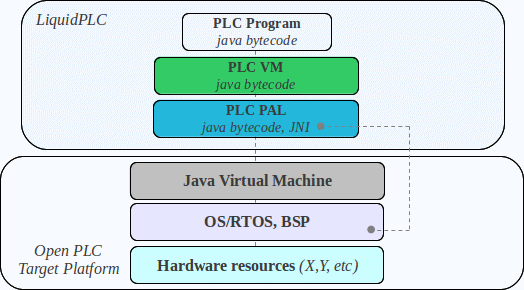 LiquidPLC
PLC Program
java bytecode
PLC VM
java bytecode
PLC PAL
java bytecode, JNI
Java Virtual Machine
OS/RTOS, BSP
Open PLC
Target Platform
Hardware resources (X,Y, etc)